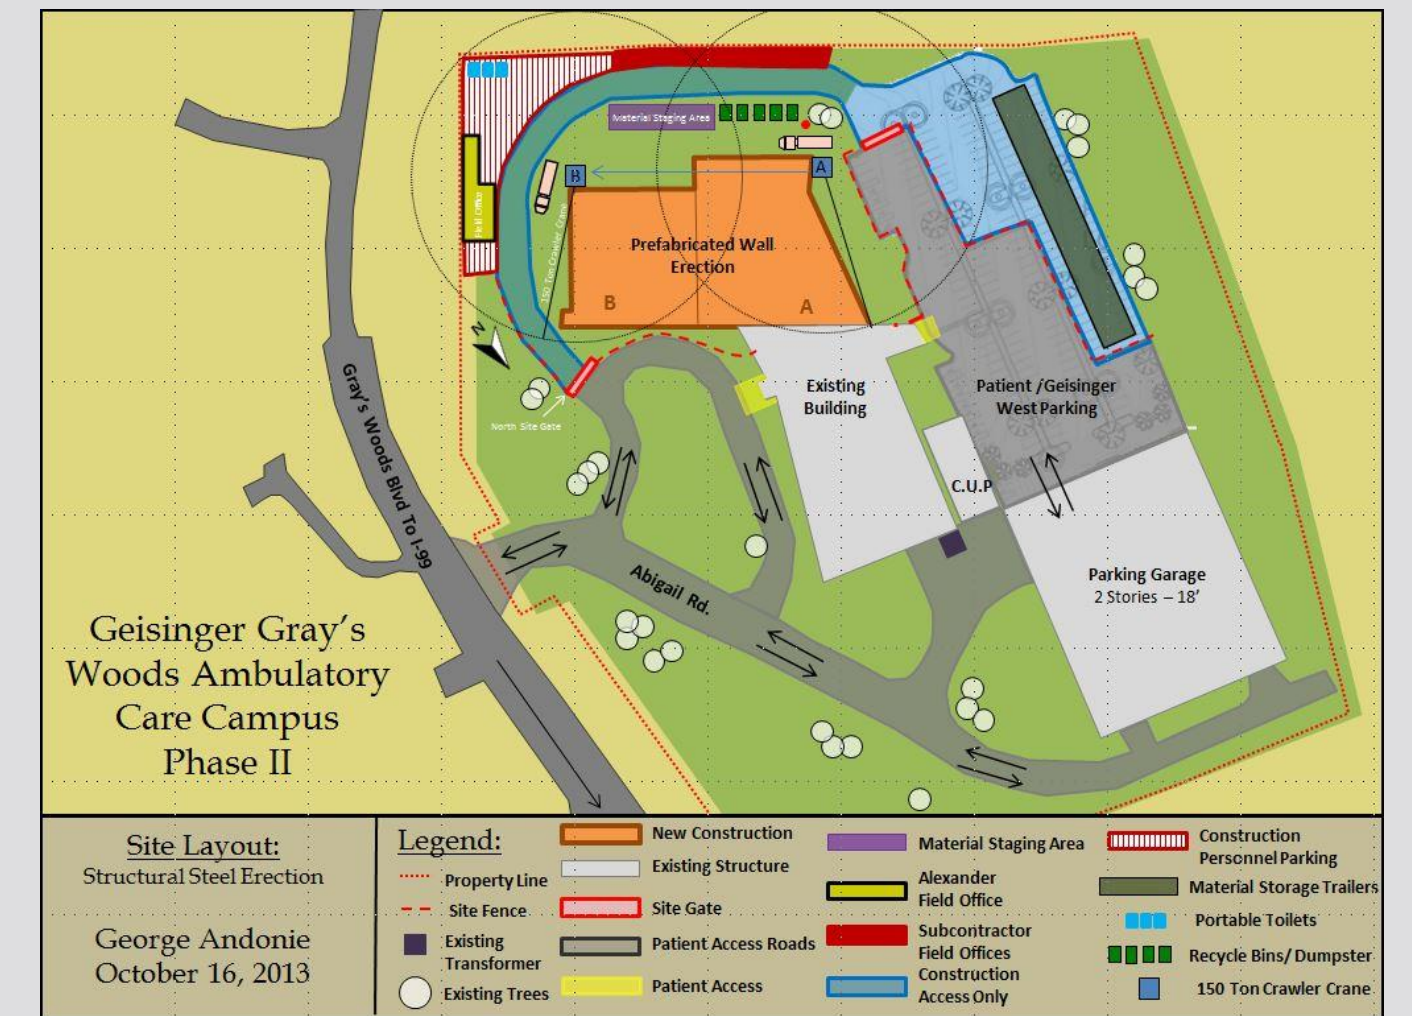 Material Staging Area
B
A
Field Office
150 Ton Crawler Crane
Prefabricated Wall
Erection
B
A
N
North Site Gate
Existing
Building
Patient /Geisinger
West Parking
C.U.P
Gray's Woods Blvd To I-99
Abigail Rd.
Parking Garage
2 Stories – 18'
Geisinger Gray's
Woods Ambulatory
Care Campus
Phase II
Site Layout:
Structural Steel Erection
George Andonie
October 16, 2013
Legend:
Property Line
Site Fence
Existing
Transformer
Existing Trees
New Construction
Existing Structure
Site Gate
Patient Access Roads
Patient Access
Material Staging Area
Alexander
Field Office
Subcontractor
Field Offices
Construction
Access Only
Construction
Personnel Parking
Material Storage Trailers
Portable Toilets
Recycle Bins/ Dumpster
150 Ton Crawler Crane